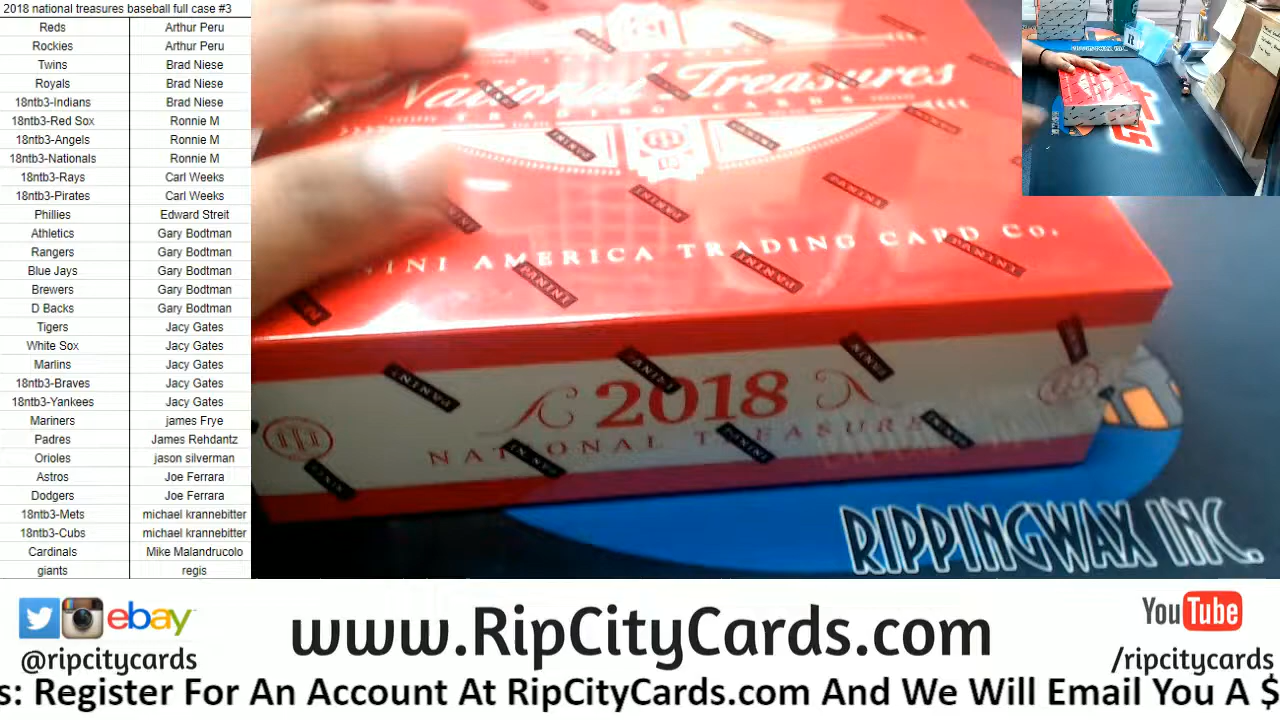 2018 national treasures baseball full case #3
Reds Arthur Peru
Rockies Arthur Peru
Twins Brad Niese
Royals Brad Niese
18ntb3-Indians Brad Niese
18ntb3-Red Sox Ronnie M
18ntb3-Angels Ronnie M
18ntb3-Nationals Ronnie M
18ntb3-Rays Carl Weeks
18ntb3-Pirates Carl Weeks
Phillies Edward Streit
Athletics Gary Bodtman
Rangers Gary Bodtman
Blue Jays Gary Bodtman
Brewers Gary Bodtman
D Backs Gary Bodtman
Tigers Jacy Gates
White Sox Jacy Gates
Marlins Jacy Gates
18ntb3-Braves Jacy Gates
18ntb3-Yankees Jacy Gates
Mariners james Frye
Padres James Rehdantz
Orioles jason silverman
Astros Joe Ferrara
Dodgers Joe Ferrara
18ntb3-Mets michael krannebitter
18ntb3-Cubs michael krannebitter
Cardinals Mike Malandrucolo
giants regis
National Treasures
TRADING CARDS
NINI AMERICA TRADING CARD CO.
PANINI
2018
NATIONAL TREASURES
RIPPINGWAX INC.
ebay
@ripcitycards
www.RipCityCards.com
YouTube
/ripcitycards
s: Register For An Account At RipCityCards.com And We Will Email You A $